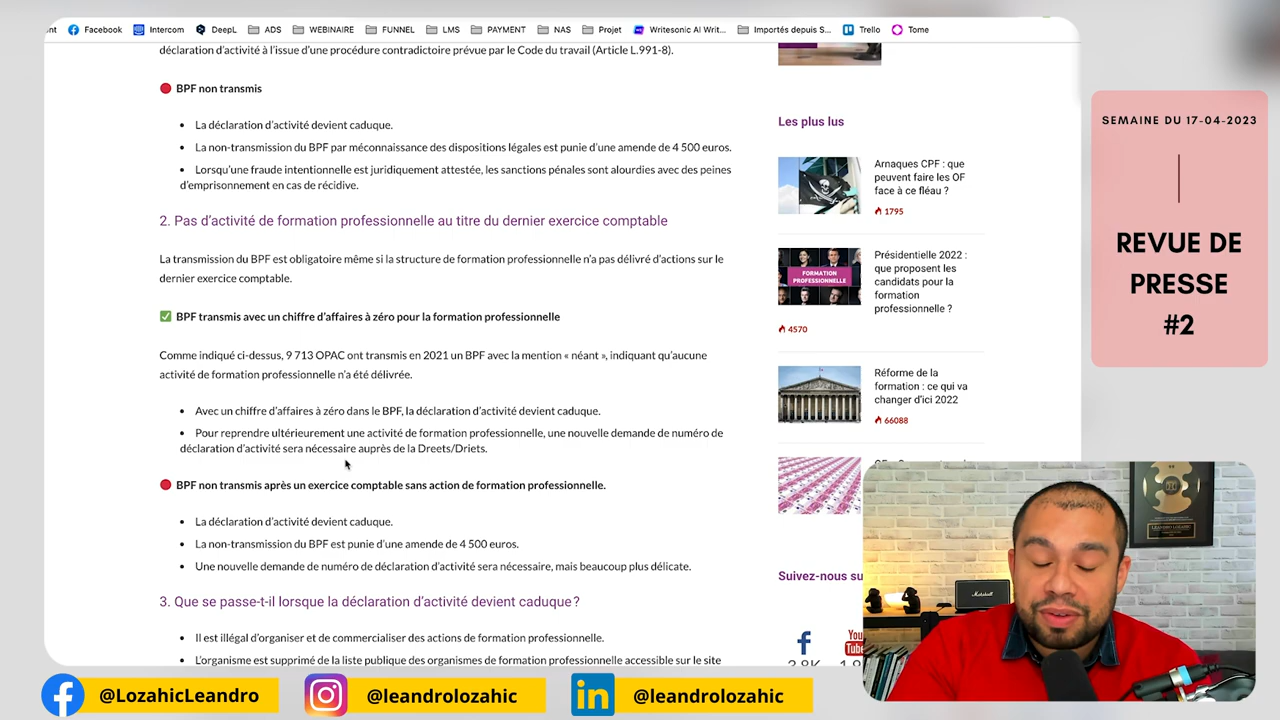 nt Facebook Intercom DeepL ADS WEBINAIRE FUNNEL LMS PAYMENT NAS Projet Writesonic AI Writ... Importés depuis S... Trello Tome
déclaration d'activité à l'issue d'une procédure contradictoire prévue par le Code du travail (Article L.991-8).
BPF non transmis
• La déclaration d'activité devient caduque.
• La non-transmission du BPF par méconnaissance des dispositions légales est punie d'une amende de 4 500 euros.
• Lorsqu'une fraude intentionnelle est juridiquement attestée, les sanctions pénales sont alourdies avec des peines
d'emprisonnement en cas de récidive.
2. Pas d'activité de formation professionnelle au titre du dernier exercice comptable
La transmission du BPF est obligatoire même si la structure de formation professionnelle n'a pas délivré d'actions sur le
dernier exercice comptable.
BPF transmis avec un chiffre d'affaires à zéro pour la formation professionnelle
Comme indiqué ci-dessus, 9 713 OPAC ont transmis en 2021 un BPF avec la mention « néant », indiquant qu'aucune
activité de formation professionnelle n'a été délivrée.
• Avec un chiffre d'affaires à zéro dans le BPF, la déclaration d'activité devient caduque.
• Pour reprendre ultérieurement une activité de formation professionnelle, une nouvelle demande de numéro de
déclaration d'activité sera nécessaire auprès de la Dreets/Driets.
BPF non transmis après un exercice comptable sans action de formation professionnelle.
• La déclaration d'activité devient caduque.
• La non-transmission du BPF est punie d'une amende de 4 500 euros.
• Une nouvelle demande de numéro de déclaration d'activité sera nécessaire, mais beaucoup plus délicate.
3. Que se passe-t-il lorsque la déclaration d'activité devient caduque ?
• Il est illégal d'organiser et de commercialiser des actions de formation professionnelle.
• L'organisme est supprimé de la liste publique des organismes de formation professionnelle accessible sur le site
Les plus lus
Arnaques CPF : que
peuvent faire les OF
face à ce fléau ?
1795
FORMATION
PROFESSIONNELLE
Présidentielle 2022 :
que proposent les
candidats pour la
formation
professionnelle ?
4570
Réforme de la
formation : ce qui va
changer d'ici 2022
66088
Suivez-nous su
You
Tube
SEMAINE DU 17-04-2023
REVUE DE
PRESSE
#2
Marshall
LEANDRO LOZAHIC
@LozahicLeandro
@leandrolozahic
@leandrolozahic